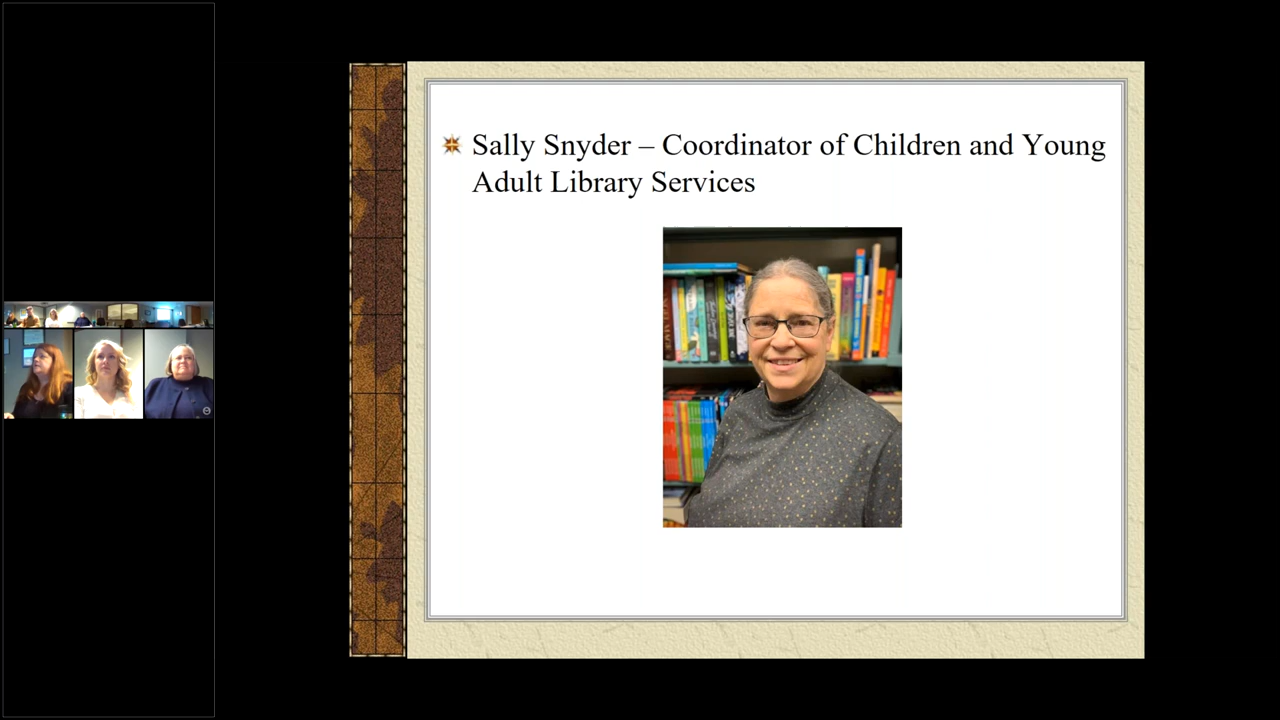 Sally Snyder – Coordinator of Children and Young
Adult Library Services